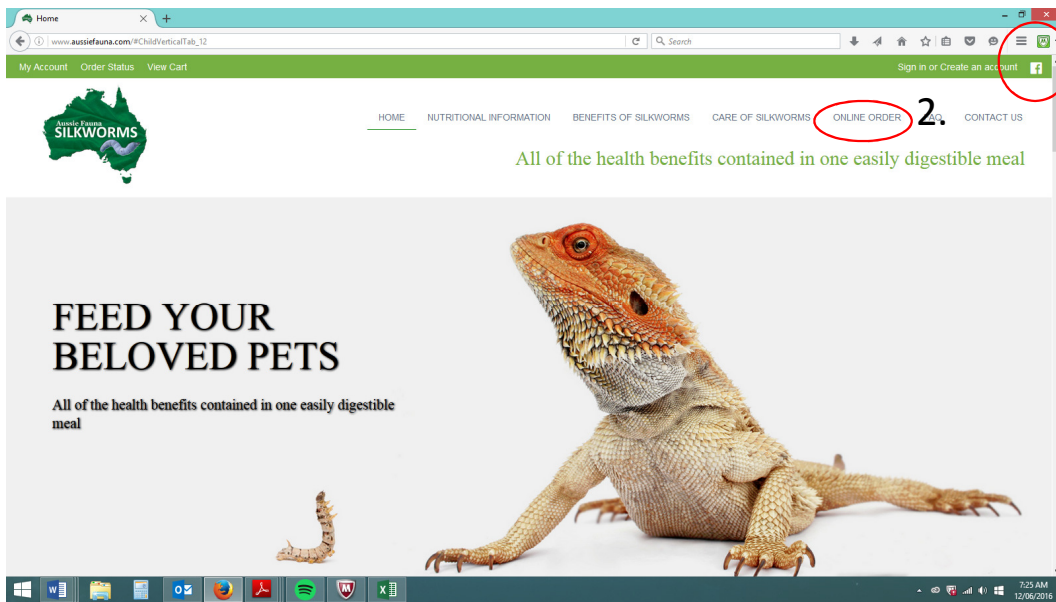 Home
www.aussiefauna.com/#ChildVerticalTab_12
Search
My Account Order Status View Cart
Sign in or Create an account
Aussie Fauna
SILKWORMS
HOME NUTRITIONAL INFORMATION BENEFITS OF SILKWORMS CARE OF SILKWORMS ONLINE ORDER 2. FAQ CONTACT US
All of the health benefits contained in one easily digestible meal
FEED YOUR
BELOVED PETS
All of the health benefits contained in one easily digestible
meal
7:25 AM
12/06/2016